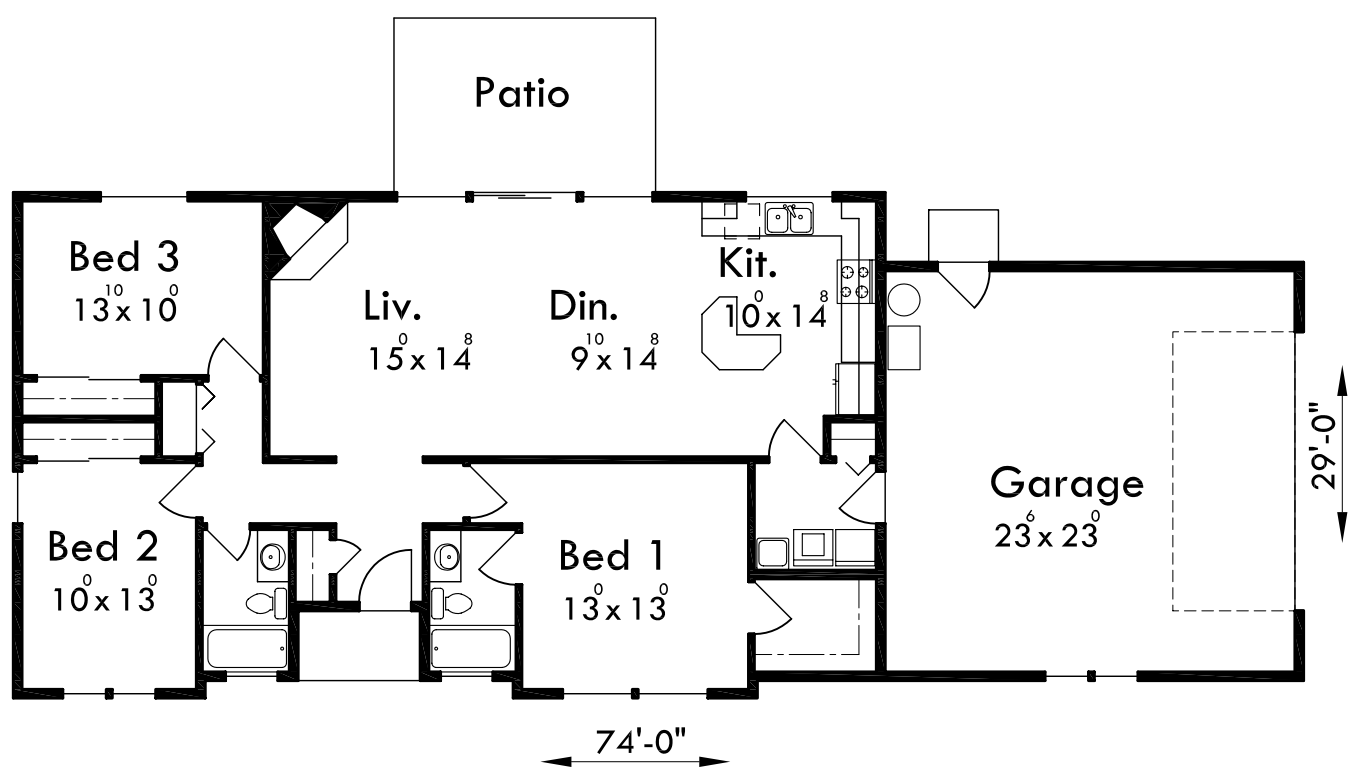 Patio
Bed 3
13¹⁰ x 10⁰
Liv.
15⁰ x 14⁸
Din.
9¹⁰ x 14⁸
Kit.
10⁰ x 14⁸
Bed 2
10⁰ x 13⁰
Bed 1
13⁰ x 13⁰
Garage
23⁶ x 23⁰
29'-0"
74'-0"